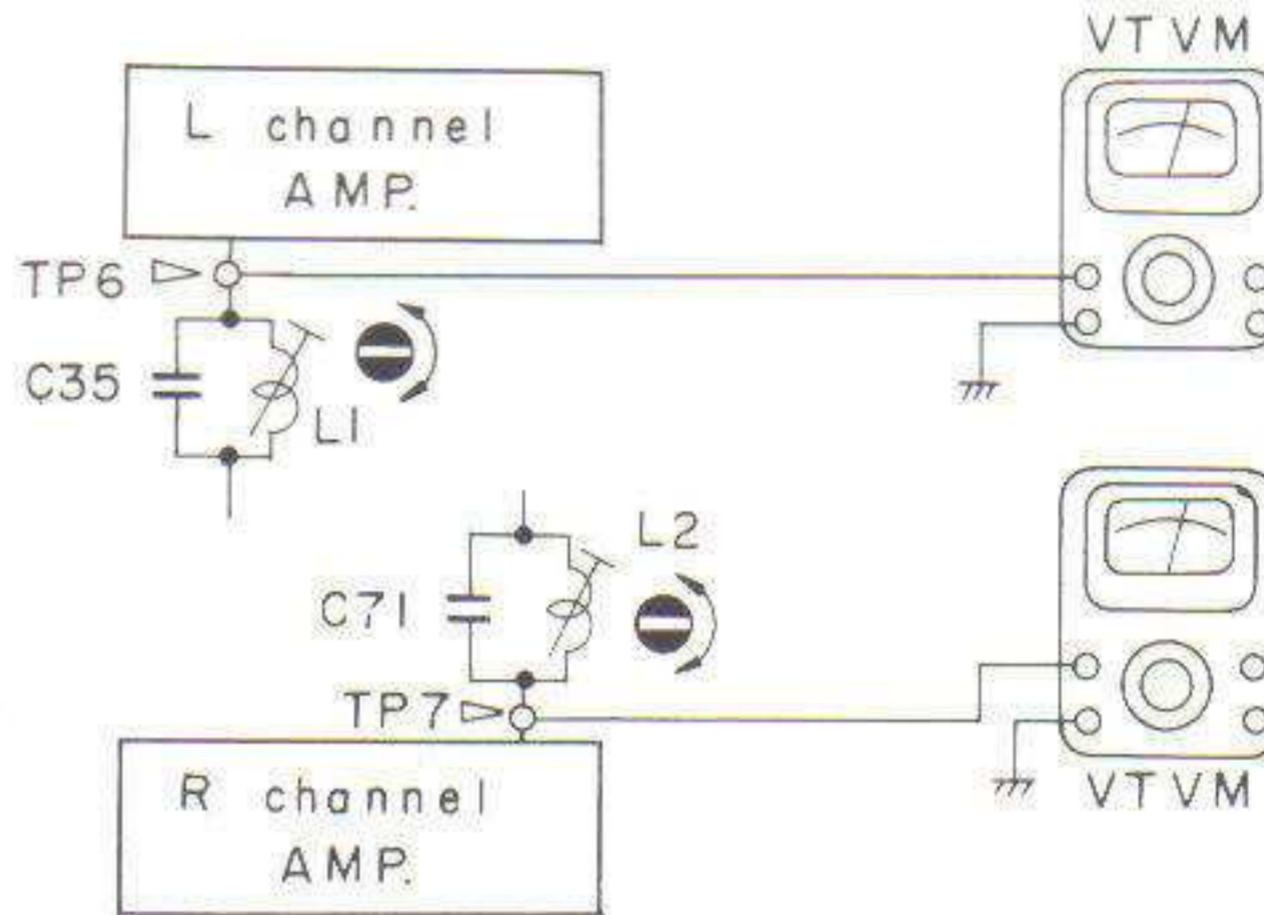 VTVM
L channel
AMP.
TP6
C35
L1
L2
C71
TP7
R channel
AMP.
VTVM